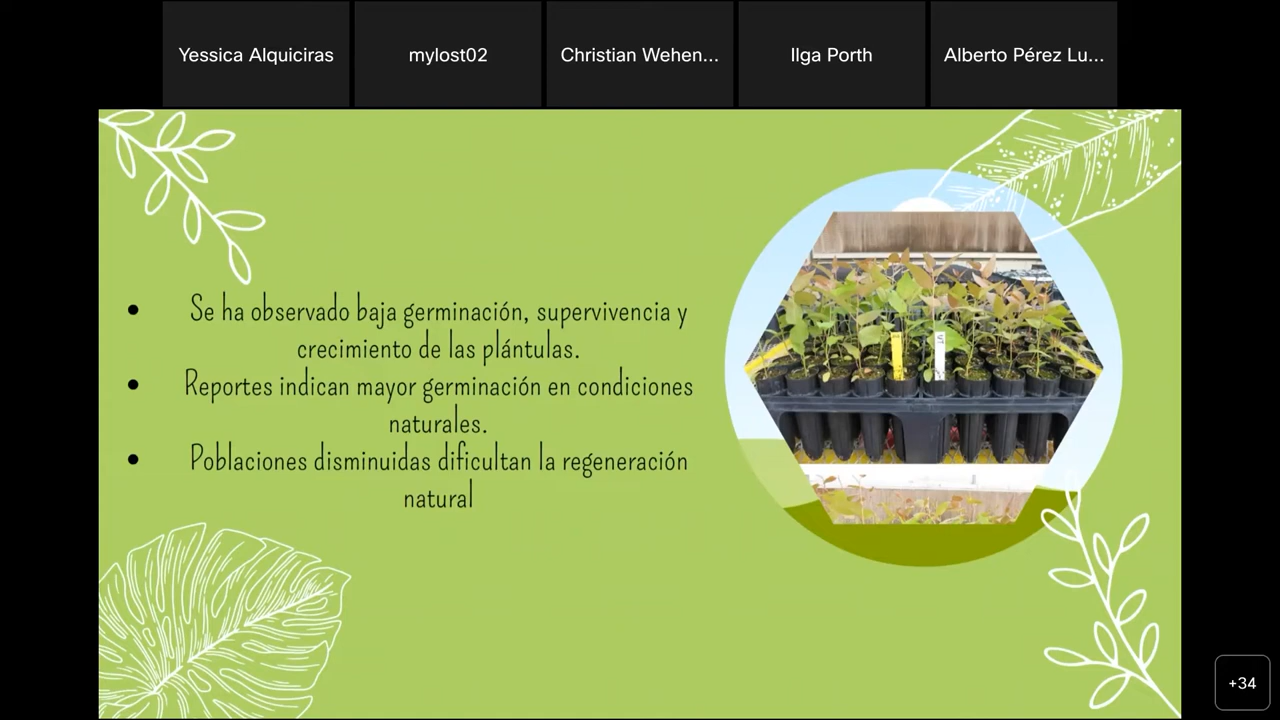 Yessica Alquiciras
mylost02
Christian Wehen...
Ilga Porth
Alberto Pérez Lu...
• Se ha observado baja germinación, supervivencia y
crecimiento de las plántulas.
• Reportes indican mayor germinación en condiciones
naturales.
• Poblaciones disminuidas dificultan la regeneración
natural
+34